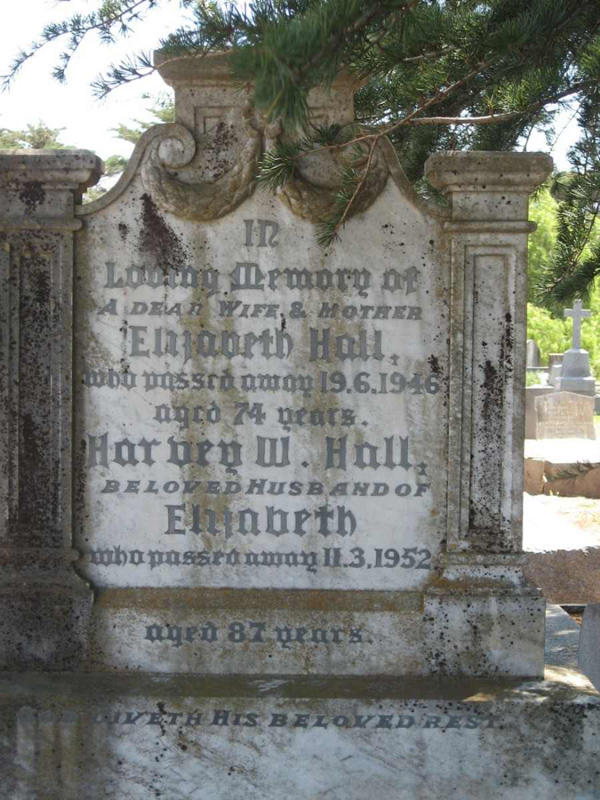 IN
Loving Memory of
A DEAR WIFE & MOTHER
Elizabeth Hall,
who passed away 19.6.1946
aged 74 years.
Harvey W. Hall,
BELOVED HUSBAND OF
Elizabeth
who passed away 11.3.1952
aged 87 years.
GIVETH HIS BELOVED REST.